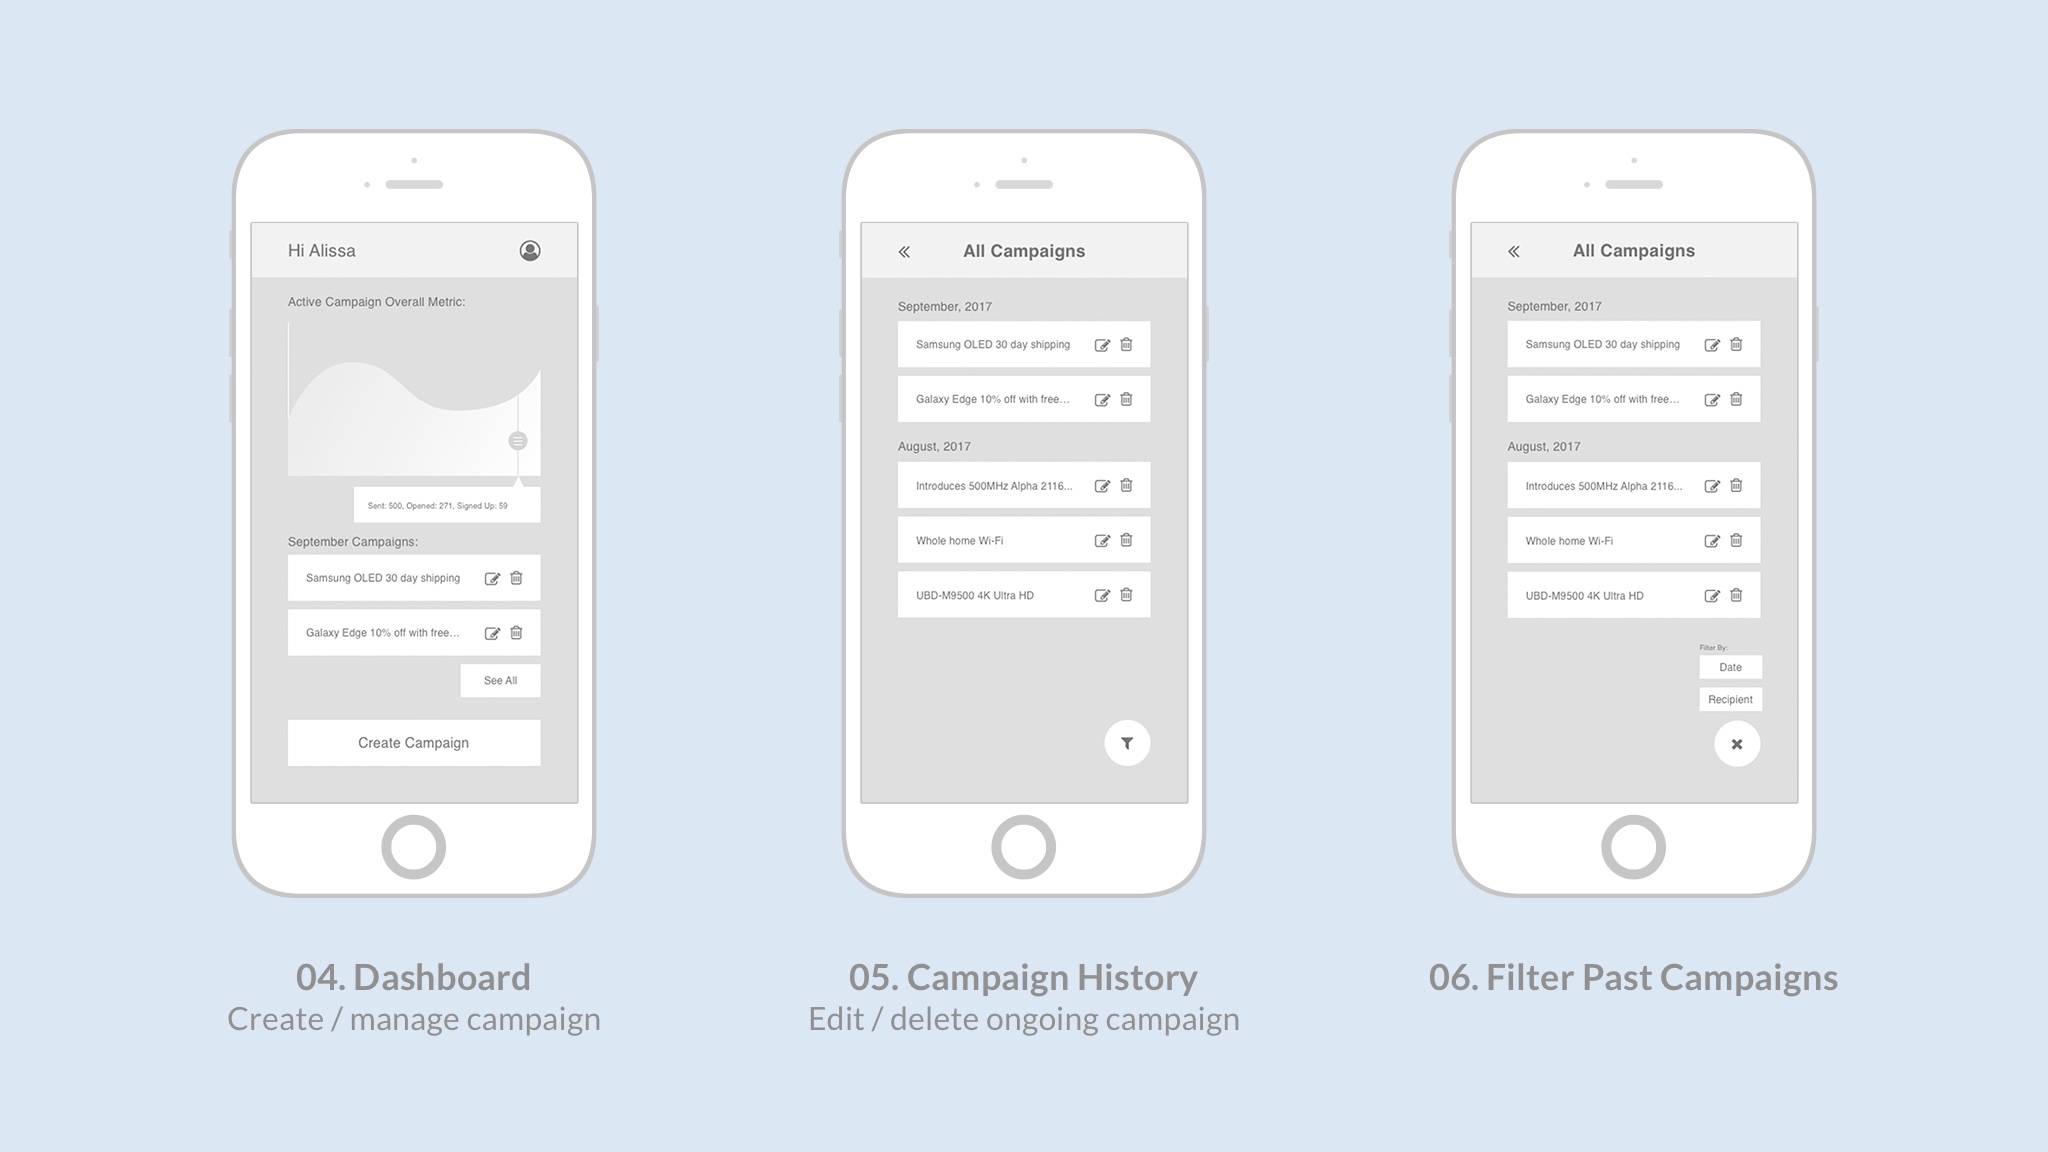 Hi Alissa
Active Campaign Overall Metric:
Sent: 500, Opened: 271, Signed Up: 59
September Campaigns:
Samsung OLED 30 day shipping
Galaxy Edge 10% off with free...
See All
Create Campaign
04. Dashboard
Create / manage campaign
All Campaigns
September, 2017
Samsung OLED 30 day shipping
Galaxy Edge 10% off with free...
August, 2017
Introduces 500MHz Alpha 2116...
Whole home Wi-Fi
UBD-M9500 4K Ultra HD
05. Campaign History
Edit / delete ongoing campaign
All Campaigns
September, 2017
Samsung OLED 30 day shipping
Galaxy Edge 10% off with free...
August, 2017
Introduces 500MHz Alpha 2116...
Whole home Wi-Fi
UBD-M9500 4K Ultra HD
Filter By:
Date
Recipient
06. Filter Past Campaigns